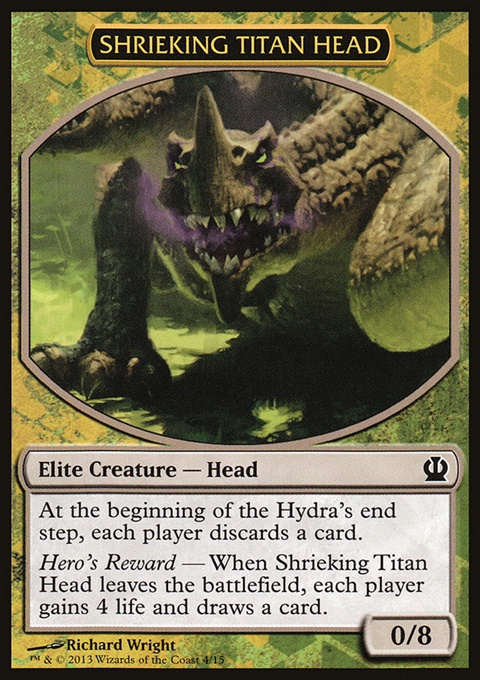 SHRIEKING TITAN HEAD
Elite Creature — Head
At the beginning of the Hydra's end
step, each player discards a card.
Hero's Reward — When Shrieking Titan
Head leaves the battlefield, each player
gains 4 life and draws a card.
0/8
Richard Wright
™ & © 2013 Wizards of the Coast 4/15